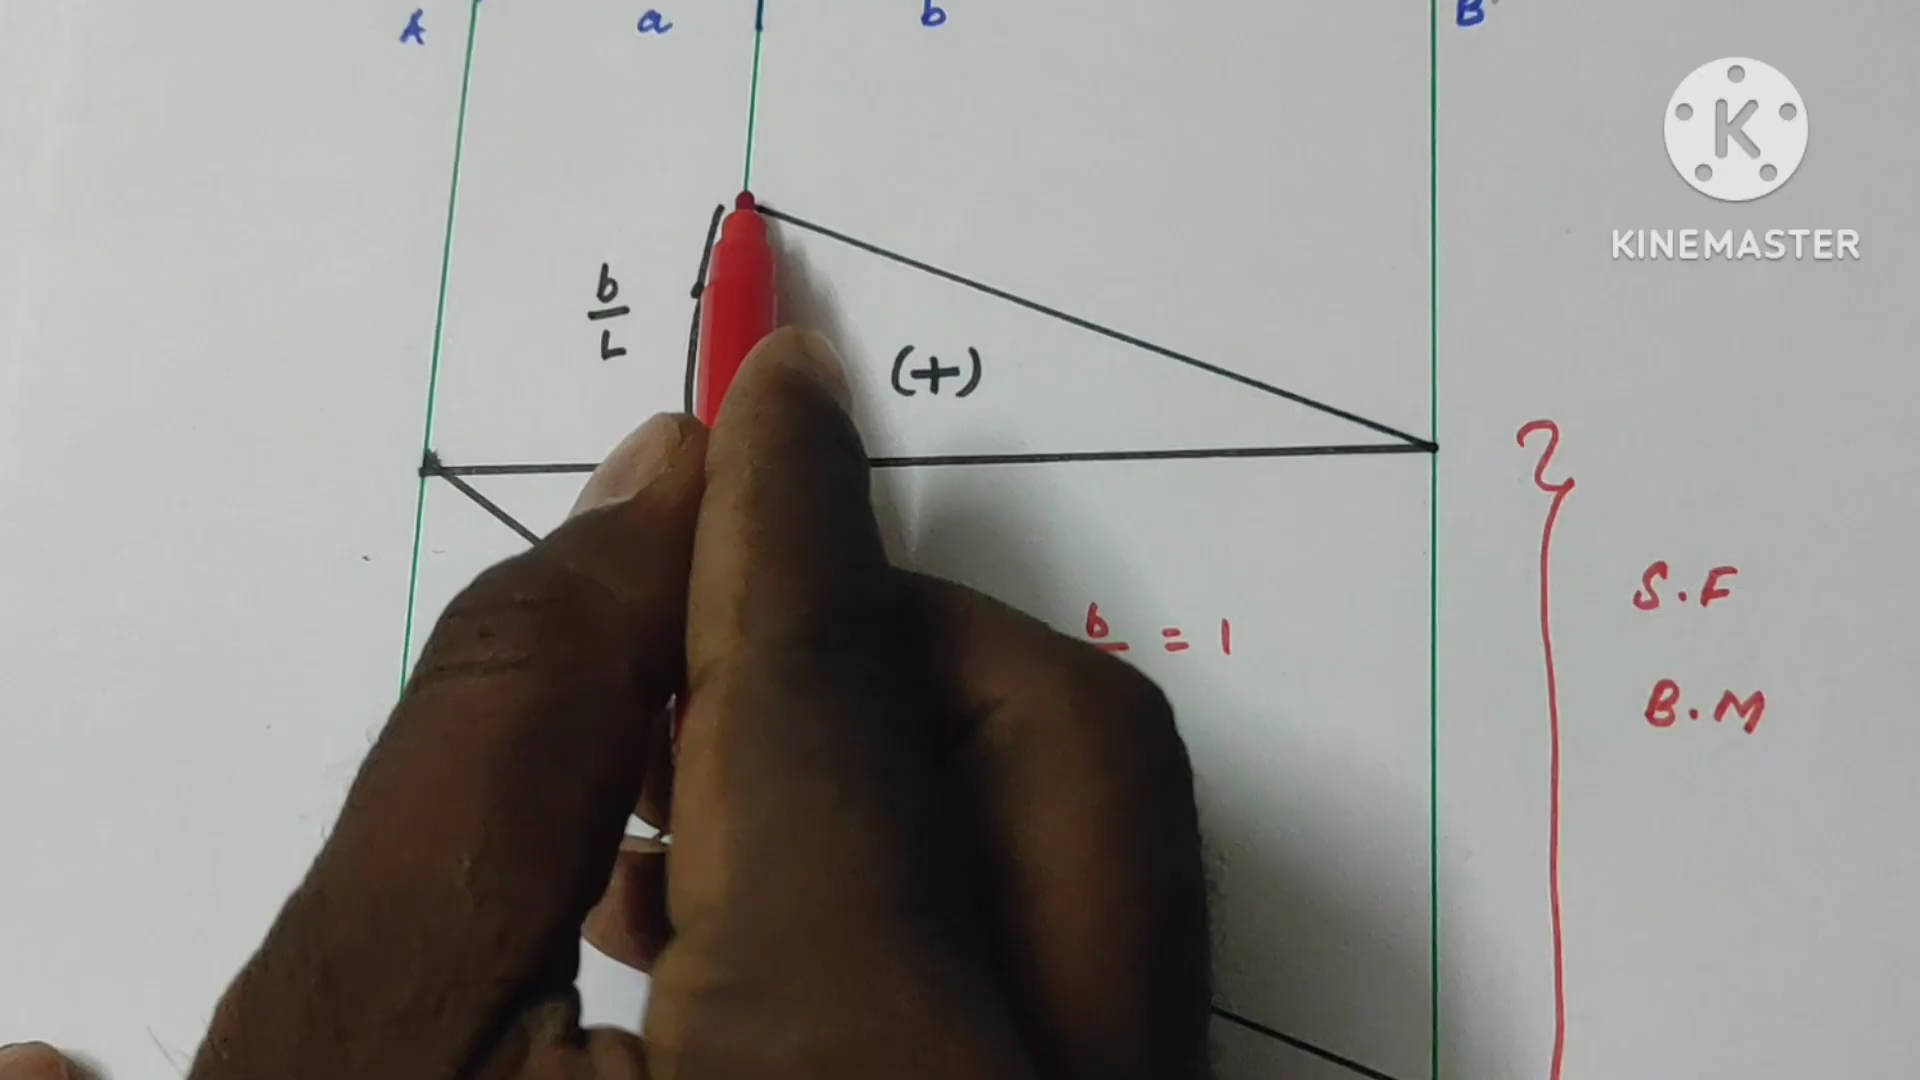 A a b B
b
L
(+)
b = 1
S.F
B.M
K
KINEMASTER